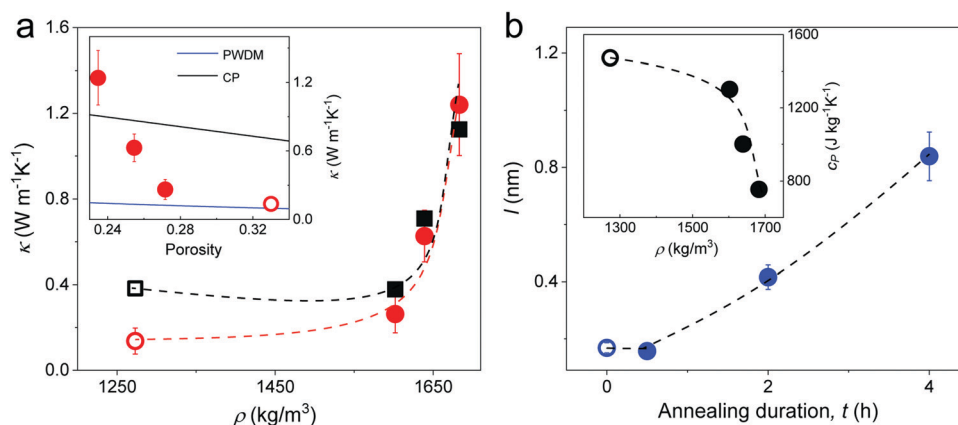 a
1.6
1.2
0.8
0.4
0.0
κ (W m⁻¹K⁻¹)
1250
1450
1650
ρ (kg/m³)
PWDM
CP
1.2
0.6
0.0
κ (W m⁻¹K⁻¹)
0.24
0.28
0.32
Porosity
b
1.2
0.8
0.4
l (nm)
0
2
4
Annealing duration, t (h)
1600
1300
1000
800
c_P (J kg⁻¹K⁻¹)
1300
1500
1700
ρ (kg/m³)